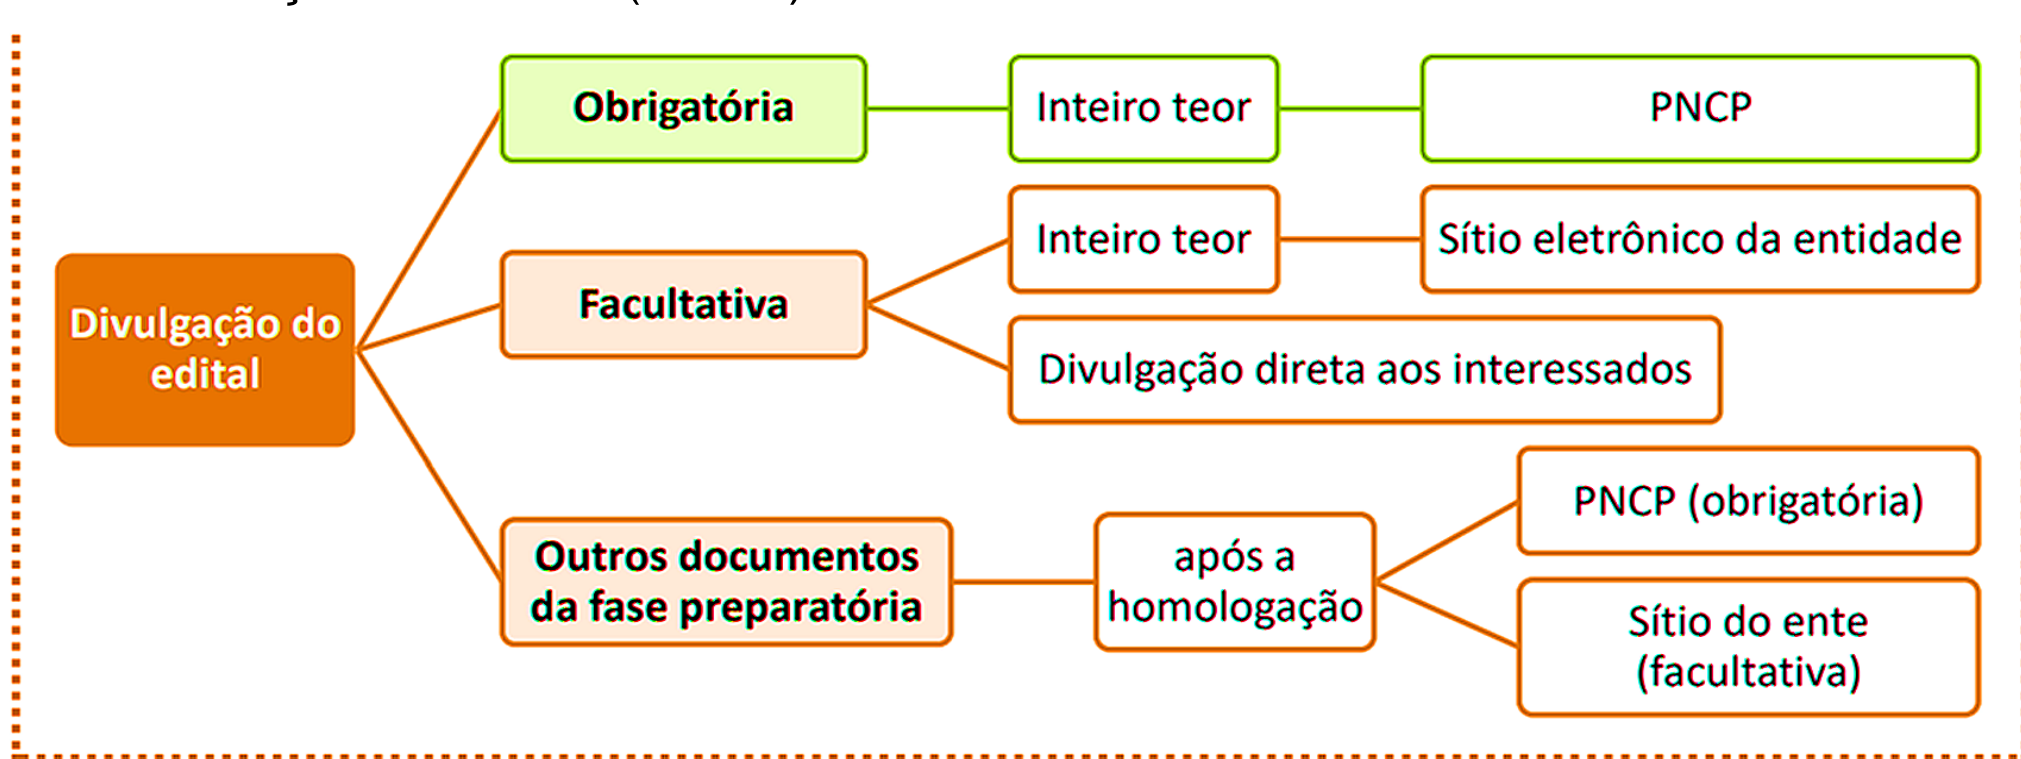 Obrigatória
Inteiro teor
PNCP
Facultativa
Inteiro teor
Sítio eletrônico da entidade
Divulgação direta aos interessados
Divulgação do
edital
Outros documentos
da fase preparatória
após a
homologação
PNCP (obrigatória)
Sítio do ente
(facultativa)